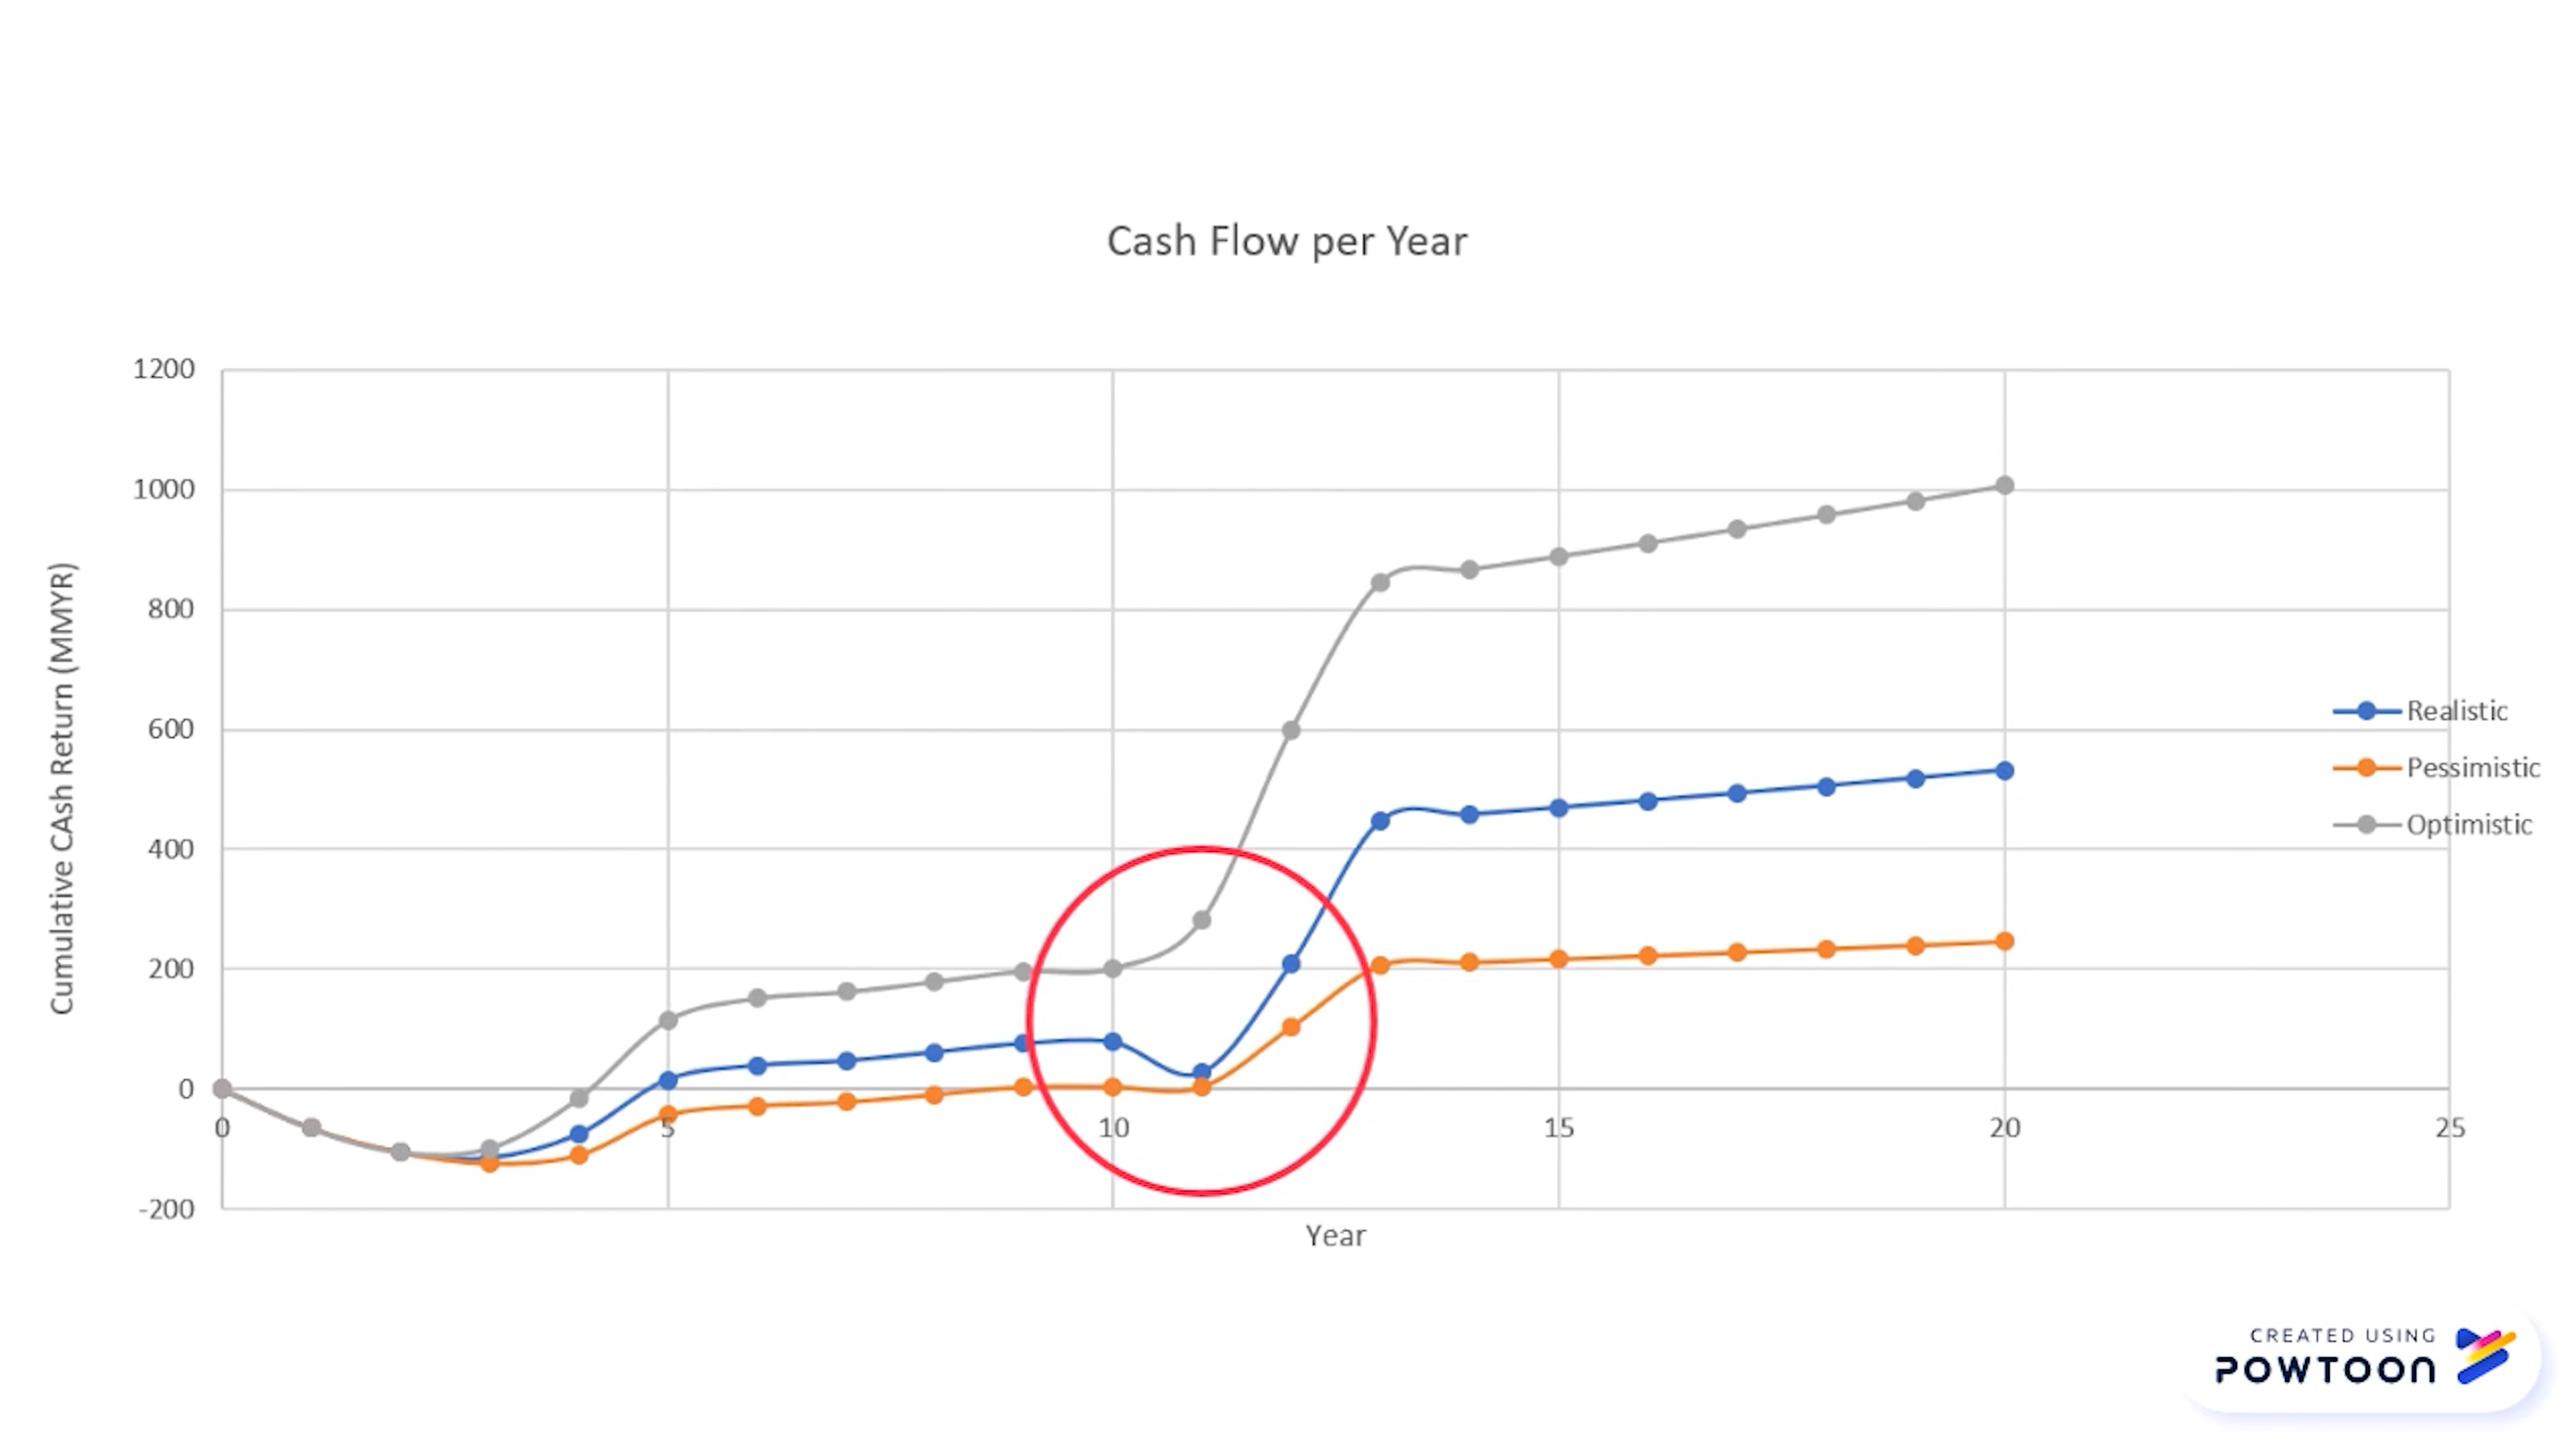 Cash Flow per Year
Cumulative CAsh Return (MMYR)
1200
1000
800
600
400
200
0
-200
0
5
10
15
20
25
Year
Realistic
Pessimistic
Optimistic
CREATED USING
POWTOON